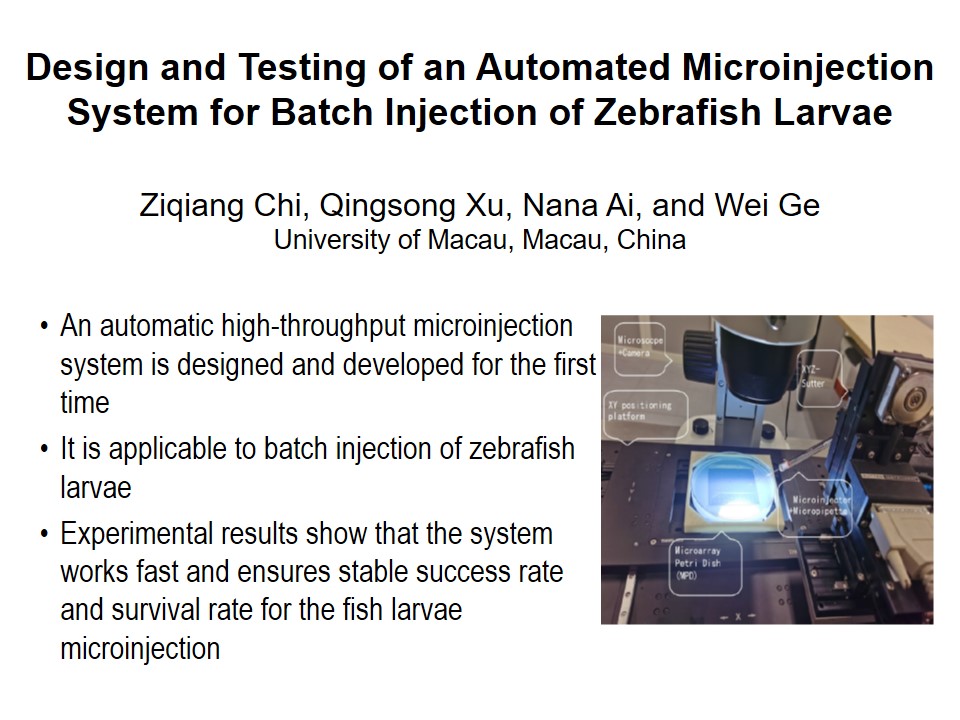 Design and Testing of an Automated Microinjection
System for Batch Injection of Zebrafish Larvae
Ziqiang Chi, Qingsong Xu, Nana Ai, and Wei Ge
University of Macau, Macau, China
• An automatic high-throughput microinjection
system is designed and developed for the first
time
• It is applicable to batch injection of zebrafish
larvae
• Experimental results show that the system
works fast and ensures stable success rate
and survival rate for the fish larvae
microinjection
Microscope
+Camera
XYZ-
Sutter
XY positioning
platform
Microinjector
+Micropipette
Microarray
Petri Dish
(MPD)
X